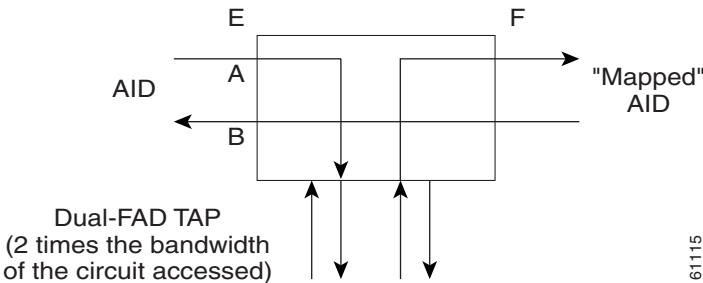 E
F
A
AID
"Mapped"
AID
B
Dual-FAD TAP
(2 times the bandwidth
of the circuit accessed)
61115